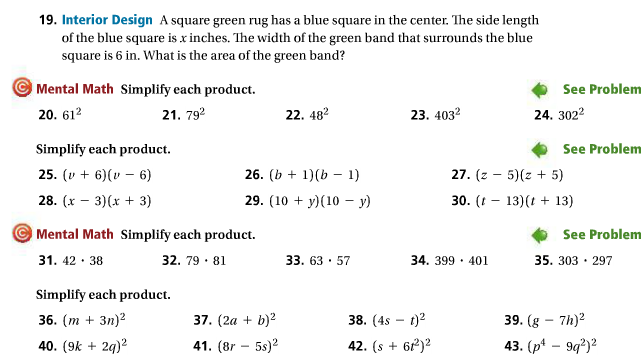 19. Interior Design A square green rug has a blue square in the center. The side length
of the blue square is x inches. The width of the green band that surrounds the blue
square is 6 in. What is the area of the green band?
C Mental Math Simplify each product. See Problem
20. 61² 21. 79² 22. 48² 23. 403² 24. 302²
Simplify each product. See Problem
25. (v + 6)(v − 6) 26. (b + 1)(b − 1) 27. (z − 5)(z + 5)
28. (x − 3)(x + 3) 29. (10 + y)(10 − y) 30. (t − 13)(t + 13)
C Mental Math Simplify each product. See Problem
31. 42 · 38 32. 79 · 81 33. 63 · 57 34. 399 · 401 35. 303 · 297
Simplify each product.
36. (m + 3n)² 37. (2a + b)² 38. (4s − t)² 39. (g − 7h)²
40. (9k + 2q)² 41. (8r − 5s)² 42. (s + 6t²)² 43. (p⁴ − 9q²)²